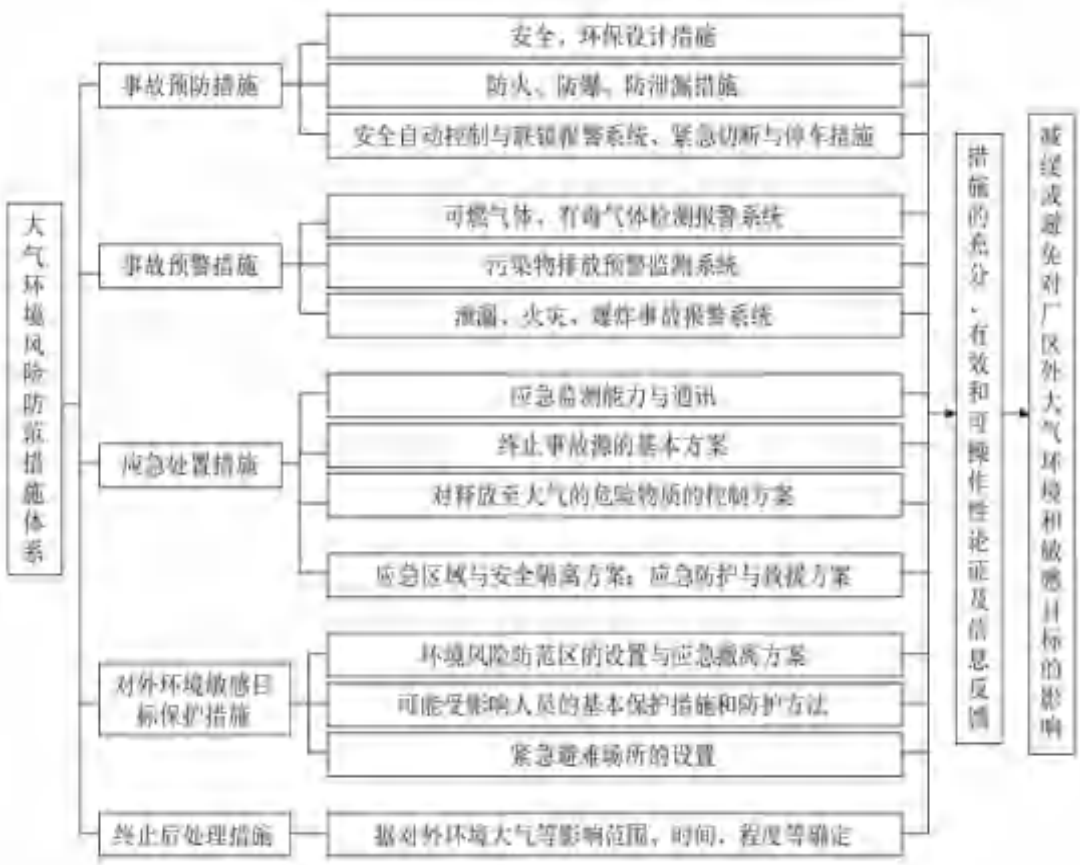 大气环境风险防范措施体系
事故预防措施
安全、环保设计措施
防火、防爆、防泄漏措施
安全自动控制与联锁报警系统、紧急切断与停车措施
事故预警措施
可燃气体、有毒气体检测报警系统
污染物排放预警监测系统
泄漏、火灾、爆炸事故报警系统
应急处置措施
应急监测能力与通讯
终止事故源的基本方案
对释放至大气的危险物质的控制方案
应急区域与安全隔离方案；应急防护与救援方案
对外环境敏感目
标保护措施
环境风险防范区的设置与应急撤离方案
可能受影响人员的基本保护措施和防护方法
紧急避难场所的设置
终止后处理措施
据对外环境大气等影响范围、时间、程度等确定
措施的充分、有效和可操作性论证及信息反馈
减缓或避免对厂区外大气环境和敏感目标的影响